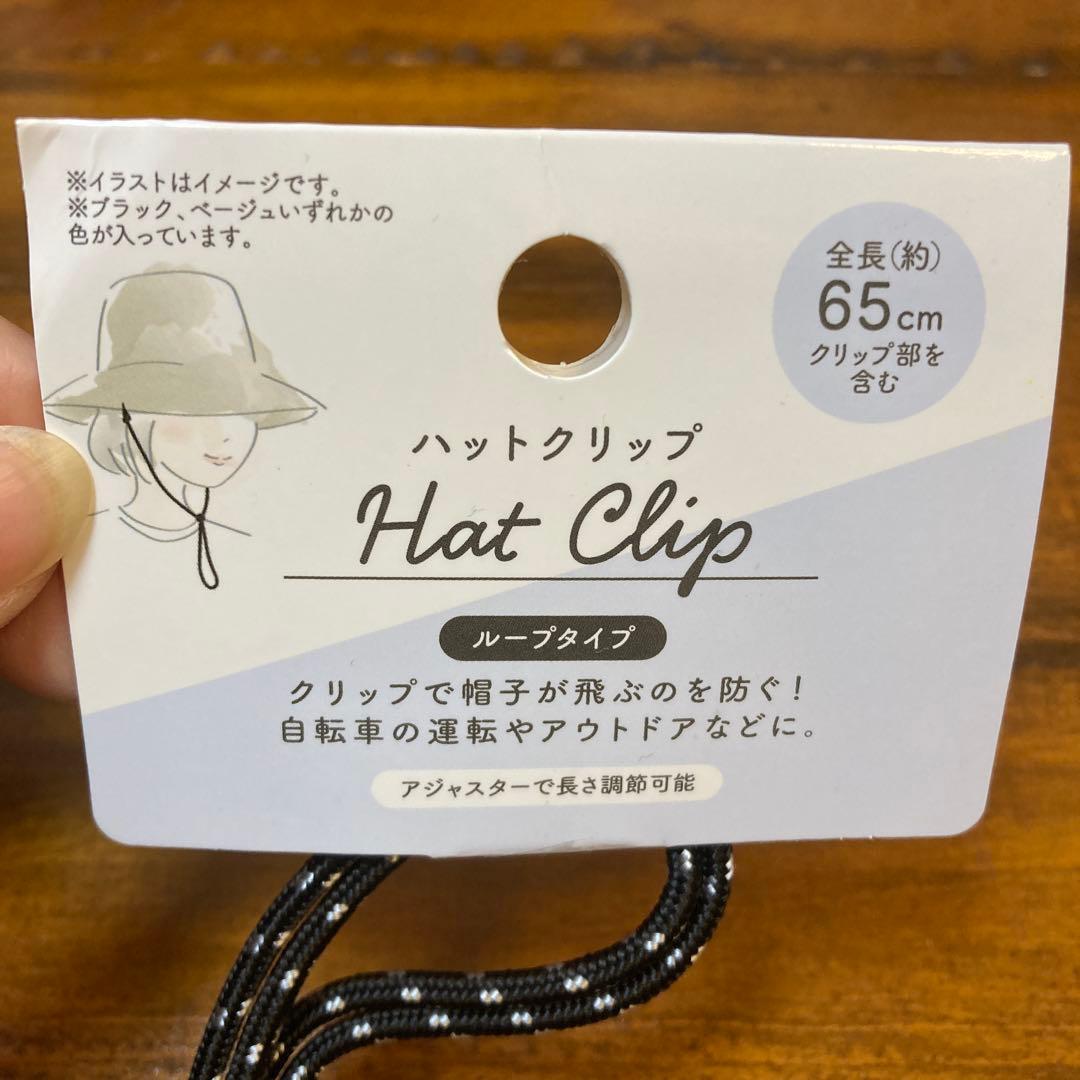 ※イラストはイメージです。
※ブラック、ベージュいずれかの
色が入っています。
全長(約)
65cm
クリップ部を
含む
ハットクリップ
Hat Clip
ループタイプ
クリップで帽子が飛ぶのを防ぐ!
自転車の運転やアウトドアなどに。
アジャスターで長さ調節可能